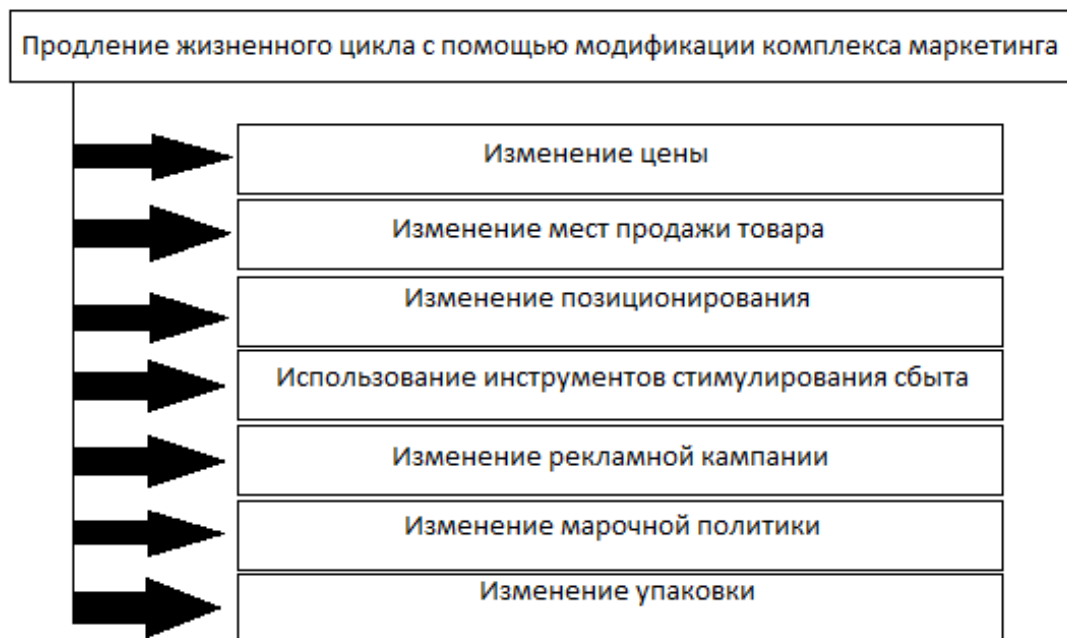 Продление жизненного цикла с помощью модификации комплекса маркетинга
Изменение цены
Изменение мест продажи товара
Изменение позиционирования
Использование инструментов стимулирования сбыта
Изменение рекламной кампании
Изменение марочной политики
Изменение упаковки